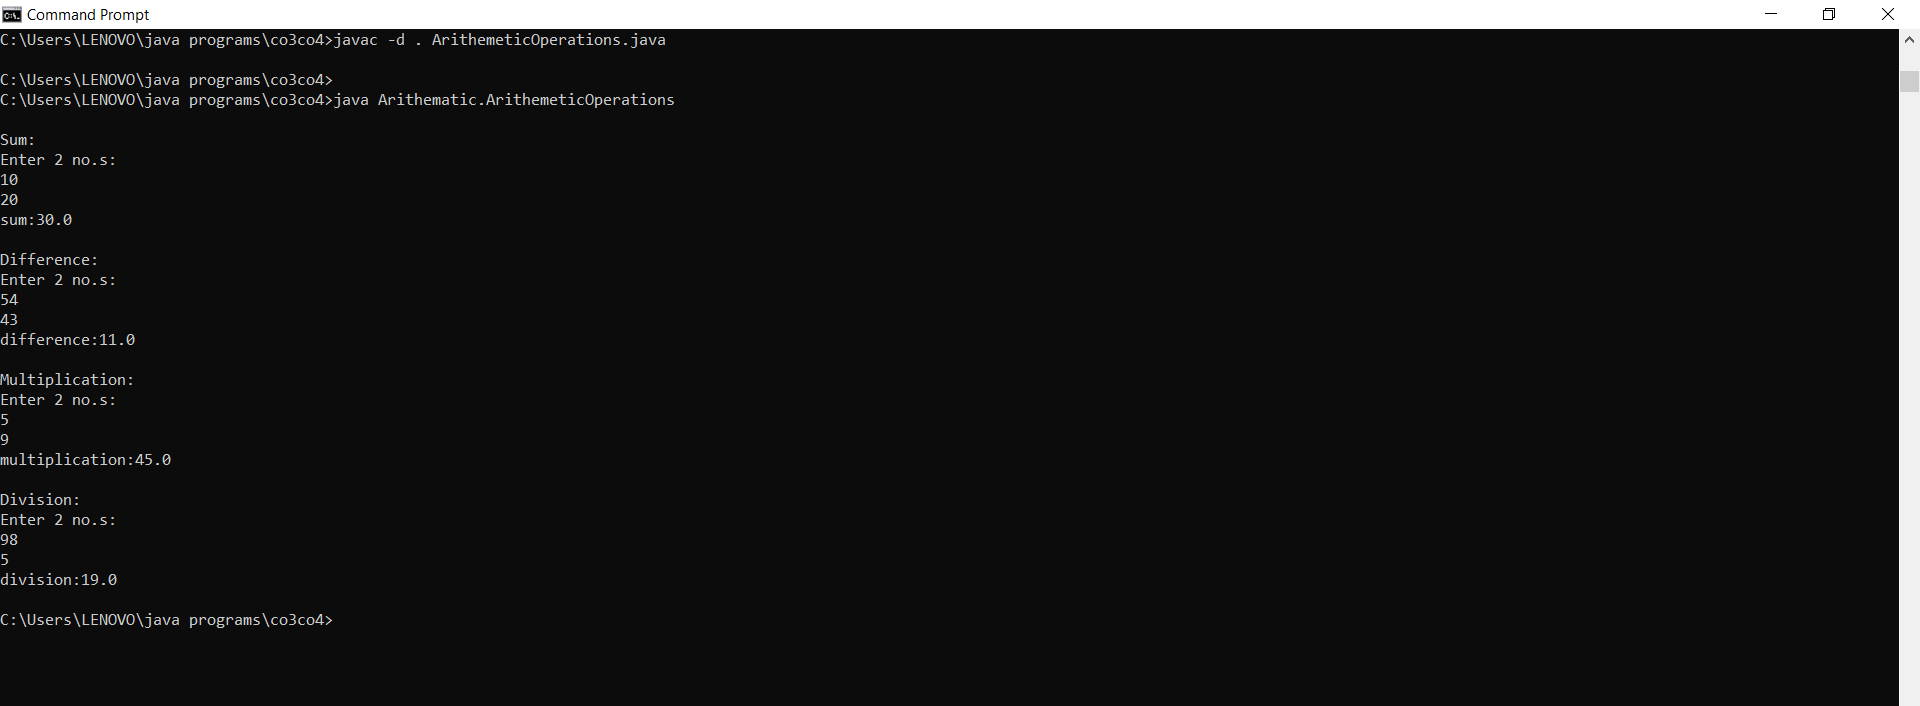 Command Prompt
C:\Users\LENOVO\java programs\co3co4>javac -d . ArithemeticOperations.java
C:\Users\LENOVO\java programs\co3co4>
C:\Users\LENOVO\java programs\co3co4>java Arithematic.ArithemeticOperations
Sum:
Enter 2 no.s:
10
20
sum:30.0
Difference:
Enter 2 no.s:
54
43
difference:11.0
Multiplication:
Enter 2 no.s:
5
9
multiplication:45.0
Division:
Enter 2 no.s:
98
5
division:19.0
C:\Users\LENOVO\java programs\co3co4>